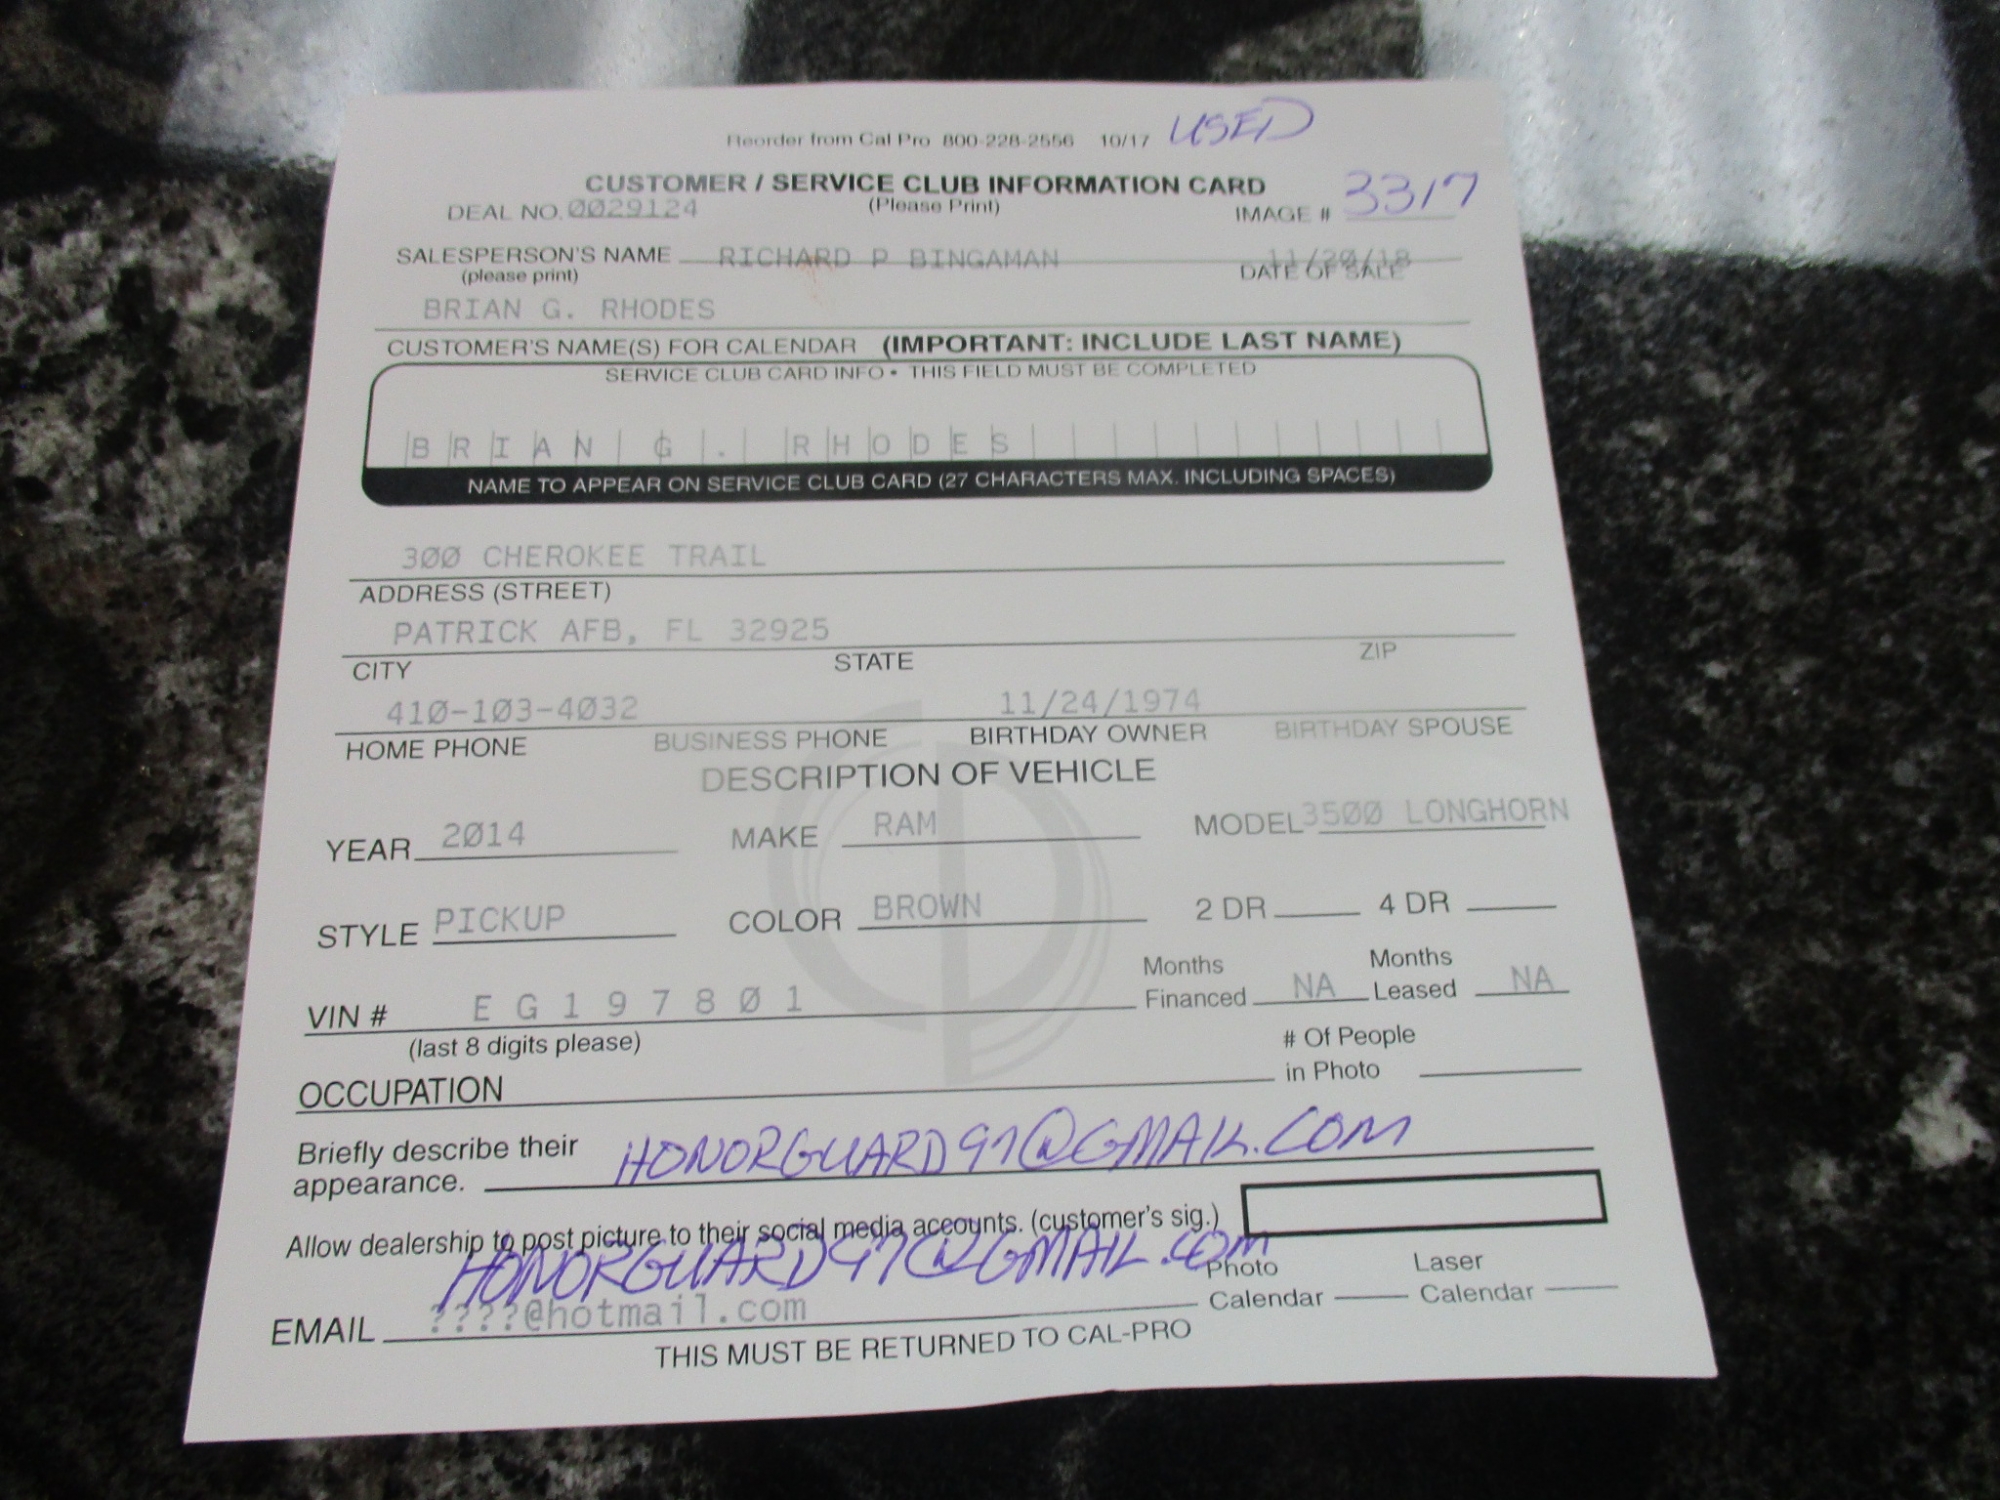 Reorder from Cal Pro 800-228-2556 10/17 USED
CUSTOMER / SERVICE CLUB INFORMATION CARD
(Please Print)
DEAL NO. 0029124
IMAGE # 3317
SALESPERSON'S NAME RICHARD P BINGAMAN
(please print)
11/20/18
DATE OF SALE
BRIAN G. RHODES
CUSTOMER'S NAME(S) FOR CALENDAR (IMPORTANT: INCLUDE LAST NAME)
SERVICE CLUB CARD INFO • THIS FIELD MUST BE COMPLETED
BRIAN G. RHODES
NAME TO APPEAR ON SERVICE CLUB CARD (27 CHARACTERS MAX. INCLUDING SPACES)
300 CHEROKEE TRAIL
ADDRESS (STREET)
PATRICK AFB, FL 32925
CITY STATE ZIP
410-103-4032 11/24/1974
HOME PHONE BUSINESS PHONE BIRTHDAY OWNER BIRTHDAY SPOUSE
DESCRIPTION OF VEHICLE
YEAR 2014 MAKE RAM MODEL 3500 LONGHORN
STYLE PICKUP COLOR BROWN 2 DR 4 DR
VIN # EG197801
(last 8 digits please)
Months Financed NA
Months Leased NA
OCCUPATION
# Of People
in Photo
Briefly describe their
appearance. HONORGUARD97@GMAIL.COM
Allow dealership to post picture to their social media accounts. (customer's sig.)
HONORGUARD97@GMAIL.COM
EMAIL ????@hotmail.com
Photo
Calendar
Laser
Calendar
THIS MUST BE RETURNED TO CAL-PRO